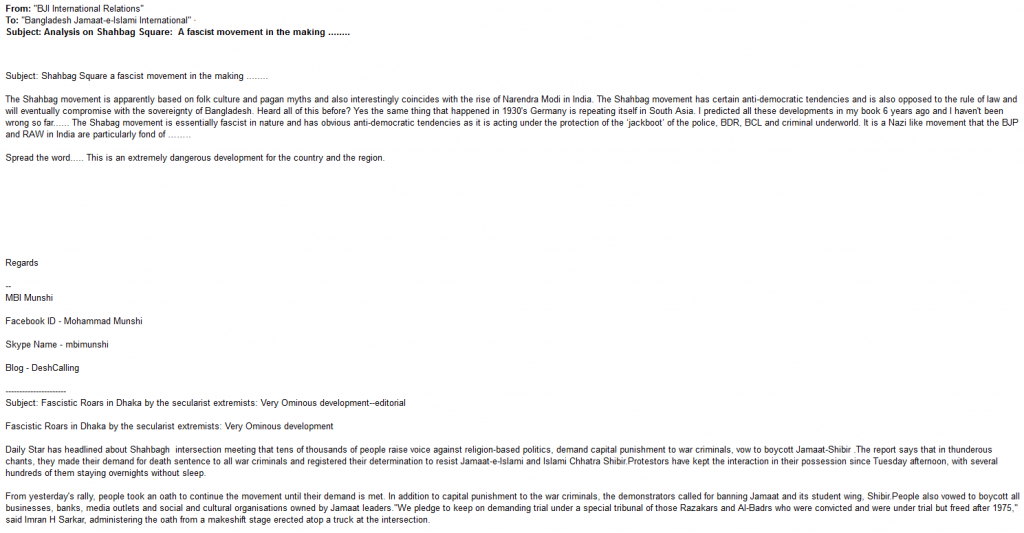 From: "BJI International Relations"
To: "Bangladesh Jamaat-e-Islami International"
Subject: Analysis on Shahbag Square: A fascist movement in the making ........
Subject: Shahbag Square a fascist movement in the making ........
The Shahbag movement is apparently based on folk culture and pagan myths and also interestingly coincides with the rise of Narendra Modi in India. The Shahbag movement has certain anti-democratic tendencies and is also opposed to the rule of law and
will eventually compromise with the sovereignty of Bangladesh. Heard all of this before? Yes the same thing that happened in 1930's Germany is repeating itself in South Asia. I predicted all these developments in my book 6 years ago and I haven't been
wrong so far...... The Shabag movement is essentially fascist in nature and has obvious anti-democratic tendencies as it is acting under the protection of the 'jackboot' of the police, BDR, BCL and criminal underworld. It is a Nazi like movement that the BJP
and RAW in India are particularly fond of ........
Spread the word..... This is an extremely dangerous development for the country and the region.
Regards
--
MBI Munshi
Facebook ID - Mohammad Munshi
Skype Name - mbimunshi
Blog - DeshCalling
----------------------
Subject: Fascistic Roars in Dhaka by the secularist extremists: Very Ominous development--editorial
Fascistic Roars in Dhaka by the secularist extremists: Very Ominous development
Daily Star has headlined about Shahbagh intersection meeting that tens of thousands of people raise voice against religion-based politics, demand capital punishment to war criminals, vow to boycott Jamaat-Shibir .The report says that in thunderous
chants, they made their demand for death sentence to all war criminals and registered their determination to resist Jamaat-e-Islami and Islami Chhatra Shibir.Protestors have kept the interaction in their possession since Tuesday afternoon, with several
hundreds of them staying overnights without sleep.
From yesterday's rally, people took an oath to continue the movement until their demand is met. In addition to capital punishment to the war criminals, the demonstrators called for banning Jamaat and its student wing, Shibir.People also vowed to boycott all
businesses, banks, media outlets and social and cultural organisations owned by Jamaat leaders."We pledge to keep on demanding trial under a special tribunal of those Razakars and Al-Badrs who were convicted and were under trial but freed after 1975,"
said Imran H Sarkar, administering the oath from a makeshift stage erected atop a truck at the intersection.